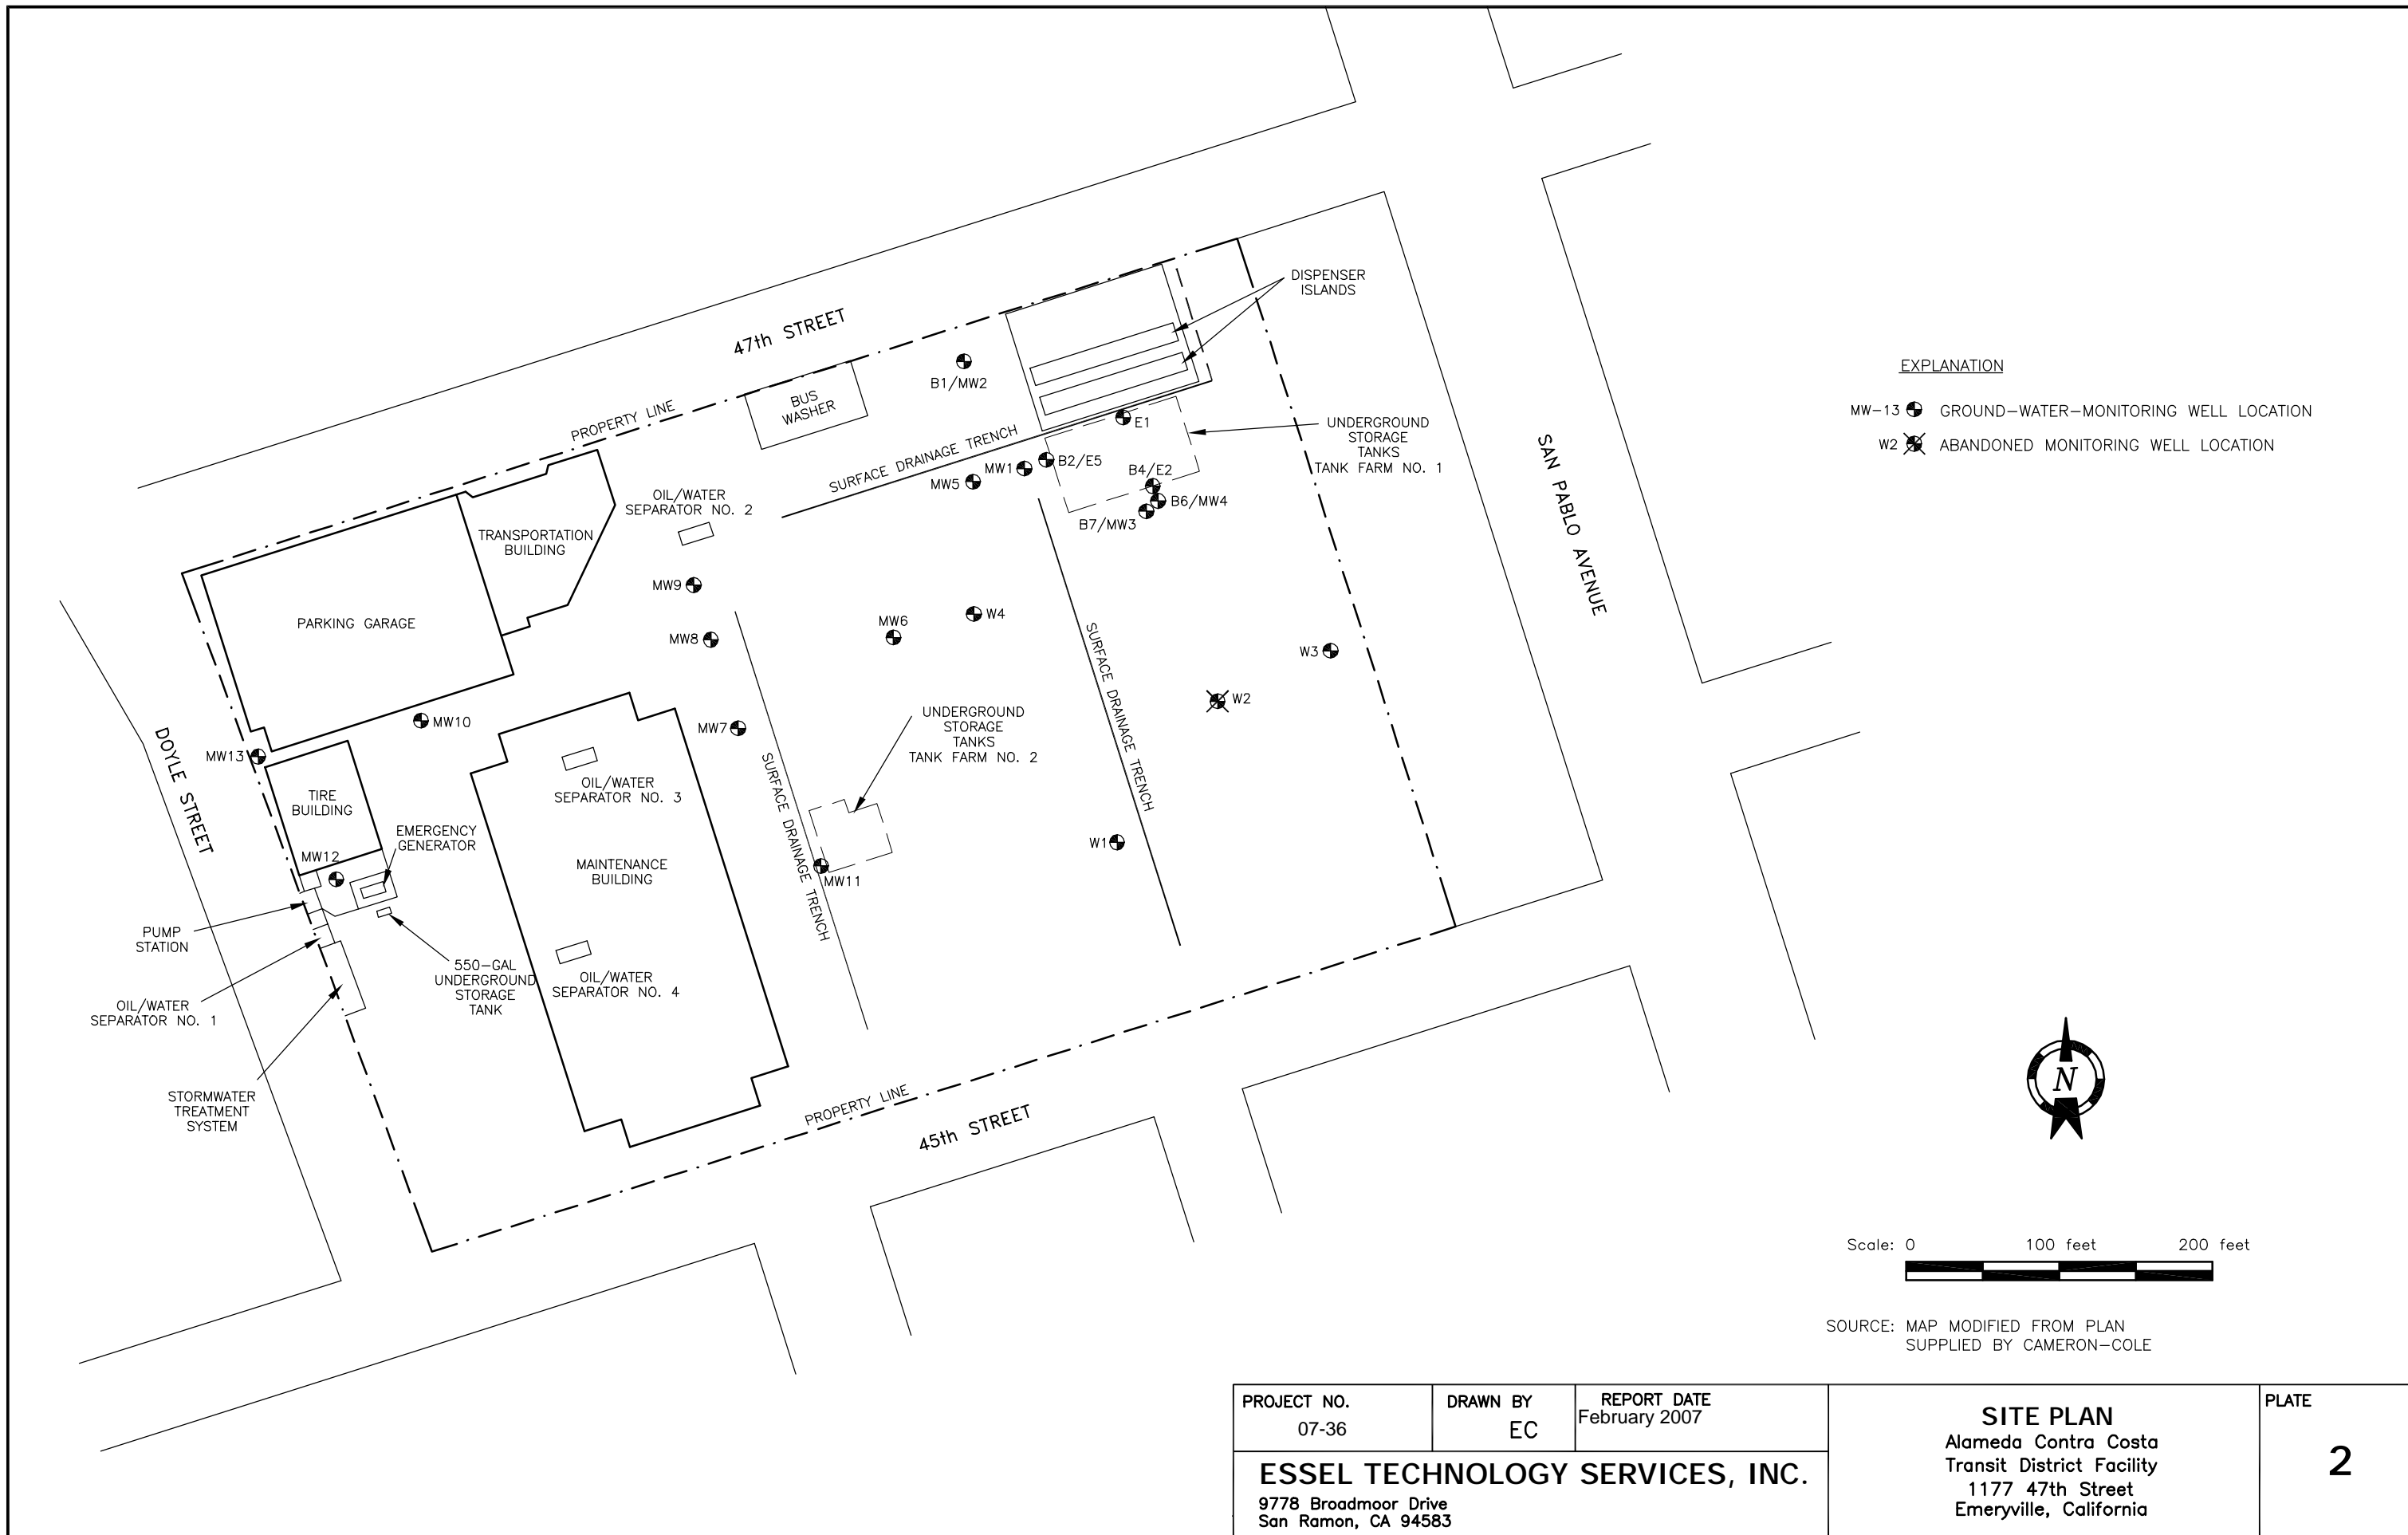 47th STREET
DISPENSER
ISLANDS
B1/MW2
BUS
WASHER
PROPERTY LINE
E1
UNDERGROUND
STORAGE
TANKS
TANK FARM NO. 1
SURFACE DRAINAGE TRENCH
MW1
B2/E5
B4/E2
MW5
B6/MW4
B7/MW3
OIL/WATER
SEPARATOR NO. 2
TRANSPORTATION
BUILDING
SAN PABLO AVENUE
EXPLANATION
MW-13 GROUND-WATER-MONITORING WELL LOCATION
W2 ABANDONED MONITORING WELL LOCATION
MW9
PARKING GARAGE
MW8
MW6
W4
SURFACE DRAINAGE TRENCH
W3
W2
MW10
MW7
UNDERGROUND
STORAGE
TANKS
TANK FARM NO. 2
DOYLE STREET
MW13
TIRE
BUILDING
OIL/WATER
SEPARATOR NO. 3
SURFACE DRAINAGE TRENCH
EMERGENCY
GENERATOR
MW12
MAINTENANCE
BUILDING
MW11
W1
PUMP
STATION
550-GAL
UNDERGROUND
STORAGE
TANK
OIL/WATER
SEPARATOR NO. 4
OIL/WATER
SEPARATOR NO. 1
STORMWATER
TREATMENT
SYSTEM
PROPERTY LINE
45th STREET
N
Scale: 0 100 feet 200 feet
SOURCE: MAP MODIFIED FROM PLAN
SUPPLIED BY CAMERON-COLE
PROJECT NO.
07-36
DRAWN BY
EC
REPORT DATE
February 2007
ESSEL TECHNOLOGY SERVICES, INC.
9778 Broadmoor Drive
San Ramon, CA 94583
SITE PLAN
Alameda Contra Costa
Transit District Facility
1177 47th Street
Emeryville, California
PLATE
2